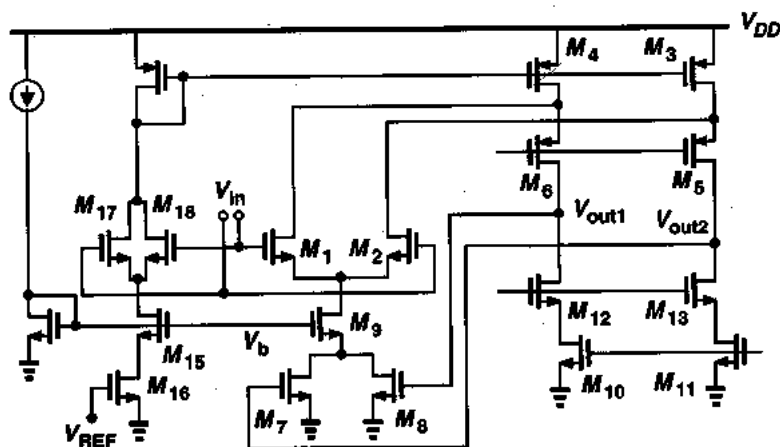 V_DD
M_4
M_3
M_17
M_18
V_in
M_6
M_5
M_1
M_2
V_out1
V_out2
M_9
M_12
M_13
V_b
M_15
M_16
M_10
M_11
M_7
M_8
V_REF